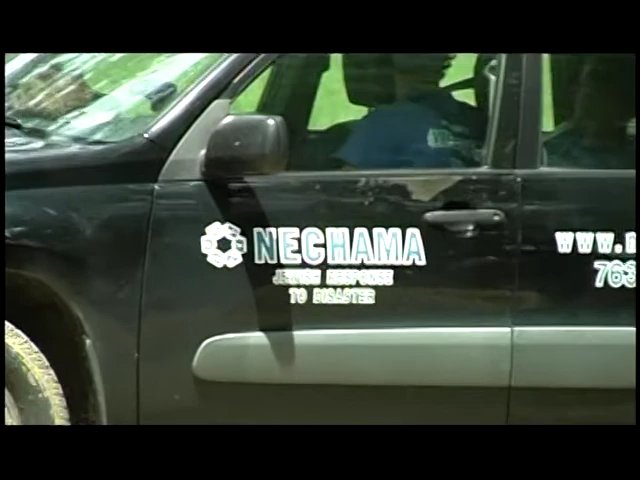 NECHAMA
JEWISH RESPONSE
TO DISASTER
WWW.
763